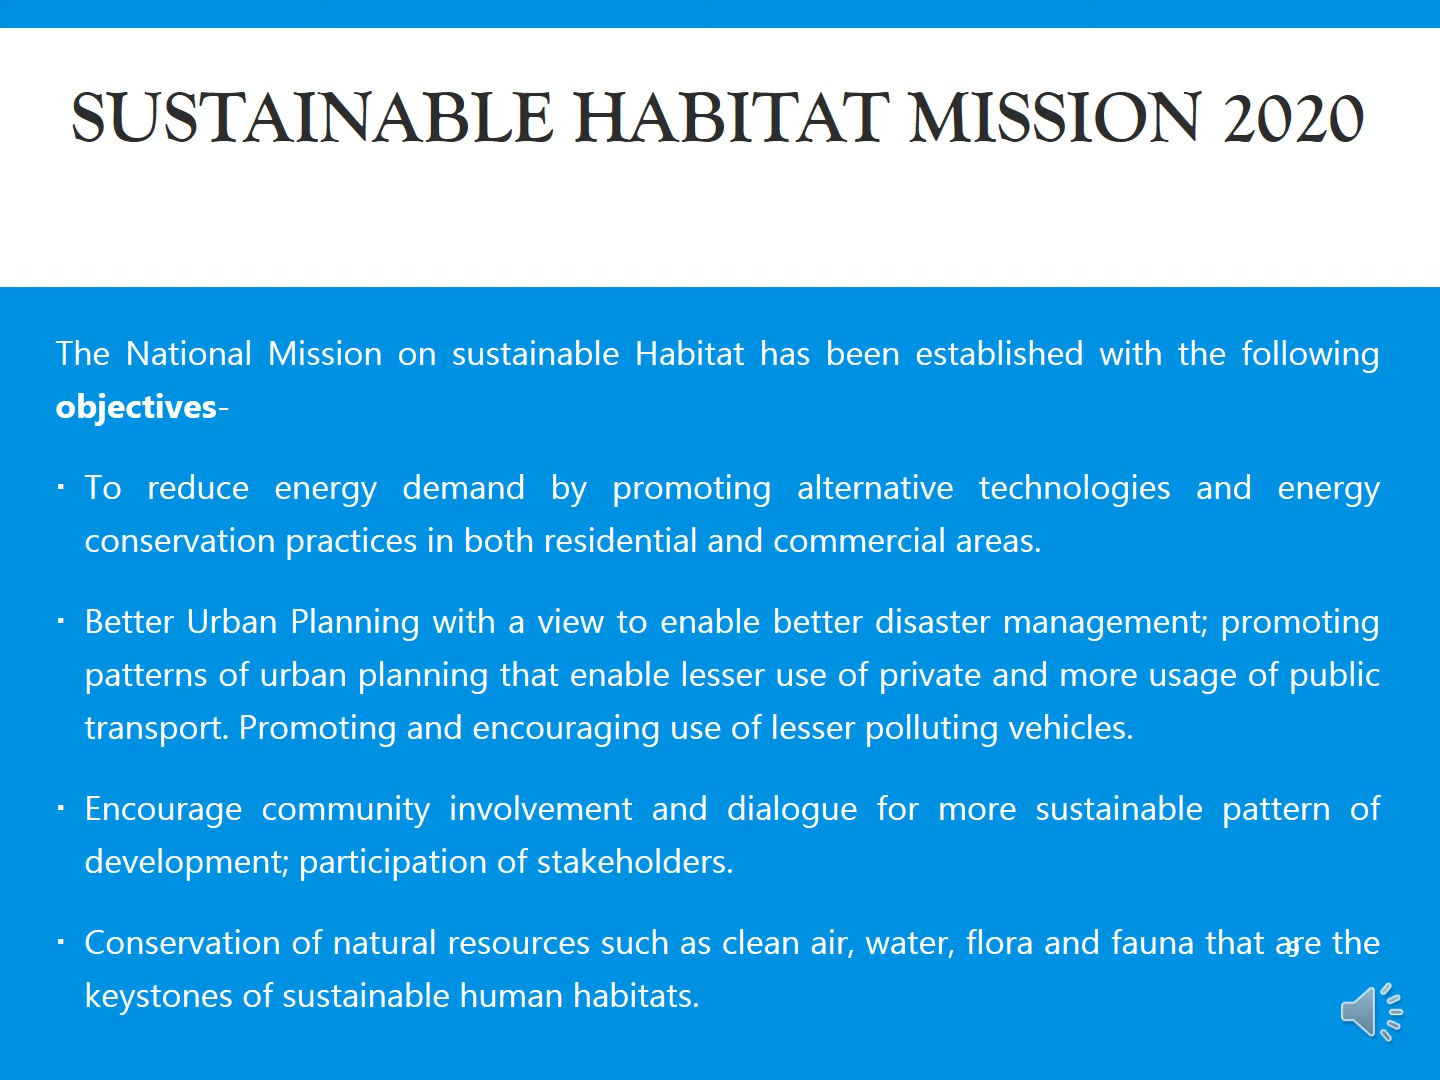 SUSTAINABLE HABITAT MISSION 2020
The National Mission on sustainable Habitat has been established with the following
objectives-
▪ To reduce energy demand by promoting alternative technologies and energy
conservation practices in both residential and commercial areas.
▪ Better Urban Planning with a view to enable better disaster management; promoting
patterns of urban planning that enable lesser use of private and more usage of public
transport. Promoting and encouraging use of lesser polluting vehicles.
▪ Encourage community involvement and dialogue for more sustainable pattern of
development; participation of stakeholders.
▪ Conservation of natural resources such as clean air, water, flora and fauna that are the
keystones of sustainable human habitats.